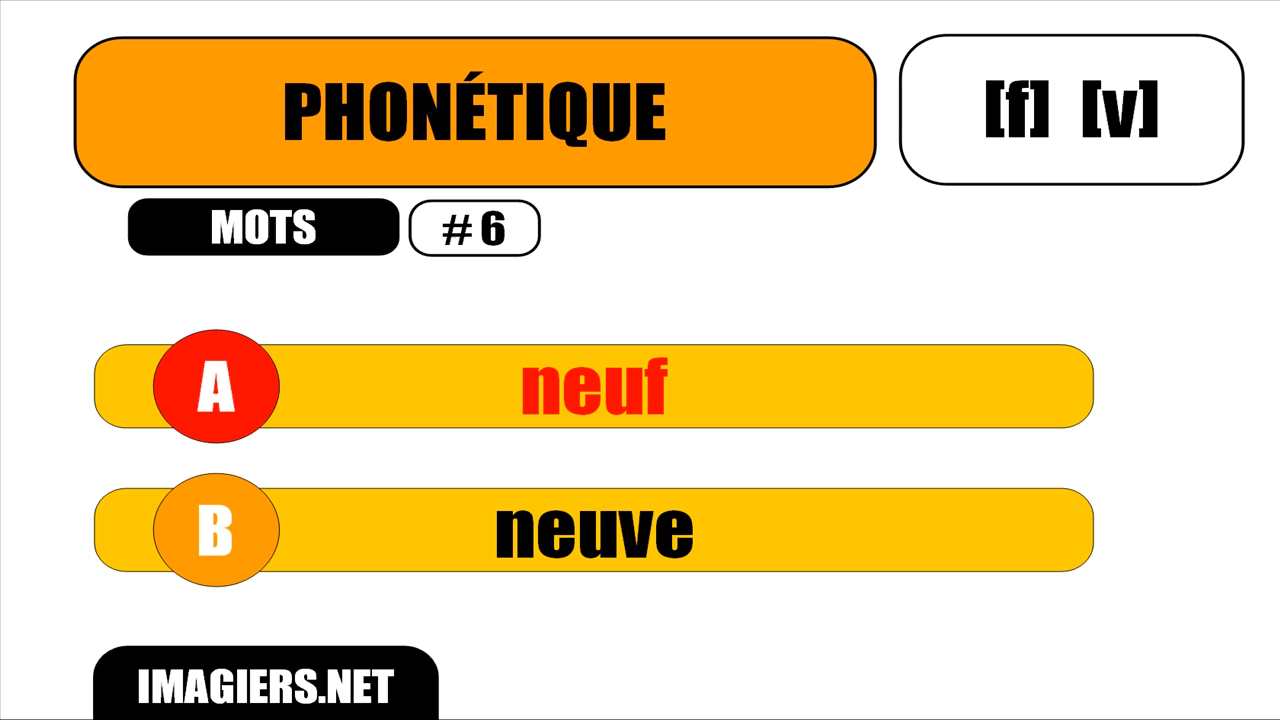 PHONÉTIQUE
[f] [v]
MOTS
# 6
A
neuf
B
neuve
IMAGIERS.NET